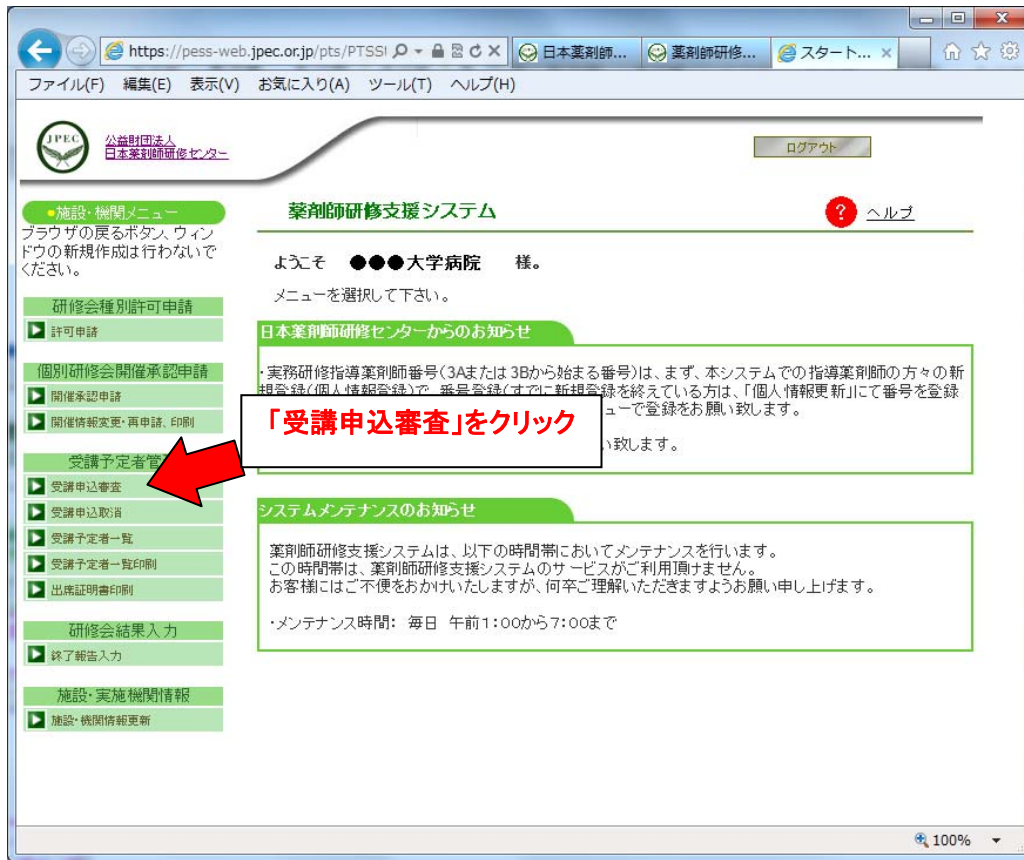 https://pess-web.jpec.or.jp/pts/PTSS
日本薬剤師...
薬剤師研修...
スタート...
ファイル(F) 編集(E) 表示(V) お気に入り(A) ツール(T) ヘルプ(H)
JPEC
公益財団法人
日本薬剤師研修センター
ログアウト
●施設・機関メニュー
ブラウザの戻るボタン、ウィン
ドウの新規作成は行わないで
ください。
研修会種別許可申請
許可申請
個別研修会開催承認申請
開催承認申請
開催情報変更・再申請、印刷
受講予定者管
受講申込審査
受講申込取消
受講予定者一覧
受講予定者一覧印刷
出席証明書印刷
研修会結果入力
終了報告入力
施設・実施機関情報
施設・機関情報更新
薬剤師研修支援システム
? ヘルプ
ようこそ ●●●大学病院 様。
メニューを選択して下さい。
日本薬剤師研修センターからのお知らせ
・実務研修指導薬剤師番号(3Aまたは3Bから始まる番号)は、まず、本システムでの指導薬剤師の方々の新
規登録(個人情報登録)で、番号登録(すでに新規登録を終えている方は、「個人情報更新」にて番号を登録
ューで登録をお願い致します。
い致します。
「受講申込審査」をクリック
システムメンテナンスのお知らせ
薬剤師研修支援システムは、以下の時間帯においてメンテナンスを行います。
この時間帯は、薬剤師研修支援システムのサービスがご利用頂けません。
お客様にはご不便をおかけいたしますが、何卒ご理解いただきますようお願い申し上げます。
・メンテナンス時間: 毎日 午前1:00から7:00まで
100%